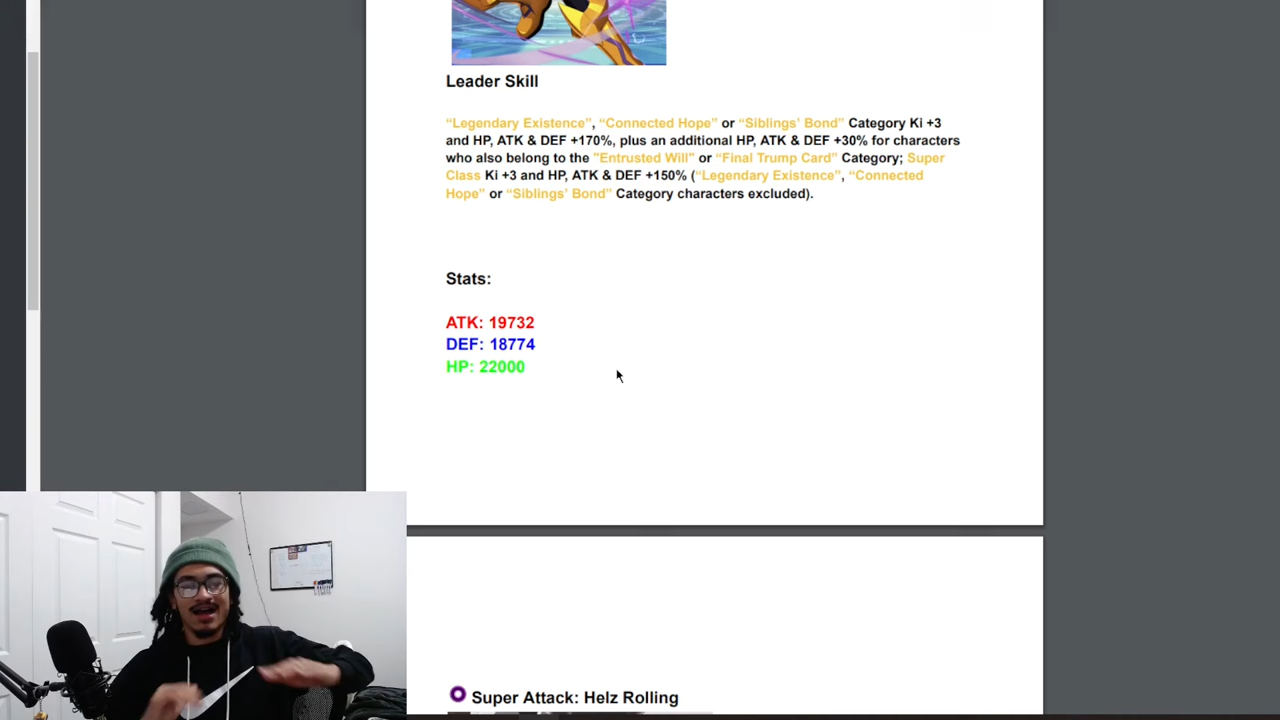 Leader Skill
“Legendary Existence”, “Connected Hope” or “Siblings’ Bond” Category Ki +3
and HP, ATK & DEF +170%, plus an additional HP, ATK & DEF +30% for characters
who also belong to the "Entrusted Will” or “Final Trump Card” Category; Super
Class Ki +3 and HP, ATK & DEF +150% (“Legendary Existence”, “Connected
Hope” or “Siblings’ Bond” Category characters excluded).
Stats:
ATK: 19732
DEF: 18774
HP: 22000
Super Attack: Helz Rolling